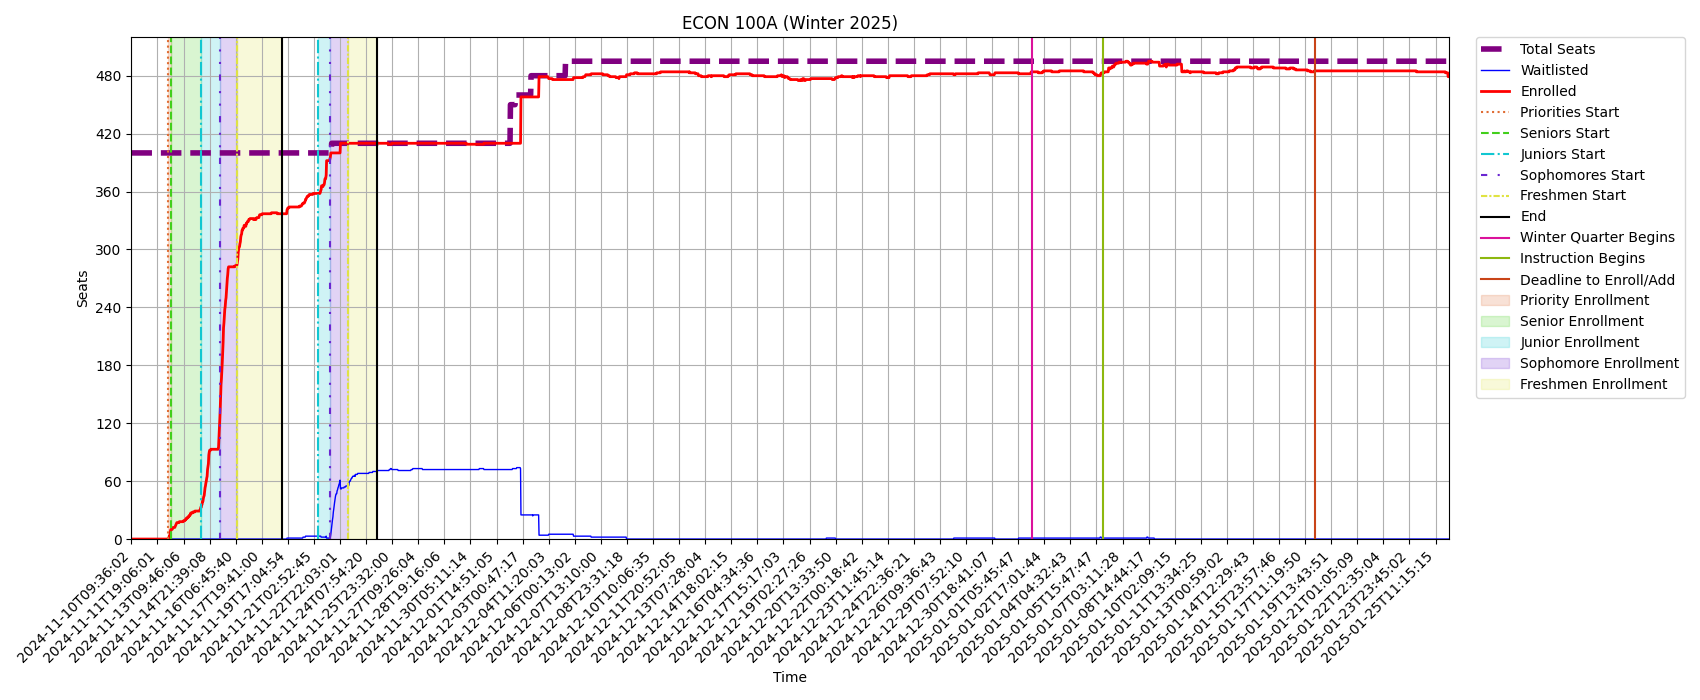 ECON 100A (Winter 2025)
Seats
480
420
360
300
240
180
120
60
0
2024-11-10T09:36:02
2024-11-11T19:06:01
2024-11-13T09:46:06
2024-11-14T21:39:08
2024-11-16T06:45:40
2024-11-17T19:41:00
2024-11-19T17:04:54
2024-11-21T02:52:45
2024-11-22T22:03:01
2024-11-24T07:54:20
2024-11-25T23:32:00
2024-11-27T09:26:04
2024-11-28T19:16:09
2024-11-30T05:11:14
2024-12-01T14:51:05
2024-12-03T00:47:17
2024-12-04T11:20:03
2024-12-06T00:13:02
2024-12-07T13:10:00
2024-12-08T23:31:18
2024-12-10T10:06:35
2024-12-11T20:52:05
2024-12-13T07:28:04
2024-12-14T18:02:15
2024-12-16T04:34:36
2024-12-17T15:17:03
2024-12-19T02:27:26
2024-12-20T13:33:50
2024-12-22T00:18:42
2024-12-23T11:45:14
2024-12-24T22:36:21
2024-12-26T09:36:43
2024-12-29T07:52:10
2024-12-30T18:41:07
2025-01-01T05:45:47
2025-01-02T17:01:44
2025-01-04T04:32:43
2025-01-05T15:47:47
2025-01-07T03:11:28
2025-01-08T14:44:17
2025-01-10T02:09:15
2025-01-11T13:34:25
2025-01-13T00:59:02
2025-01-14T12:29:43
2025-01-15T23:57:46
2025-01-17T11:19:50
2025-01-19T13:43:51
2025-01-21T01:05:09
2025-01-22T12:35:04
2025-01-23T23:45:02
2025-01-25T11:15:15
Time
Total Seats
Waitlisted
Enrolled
Priorities Start
Seniors Start
Juniors Start
Sophomores Start
Freshmen Start
End
Winter Quarter Begins
Instruction Begins
Deadline to Enroll/Add
Priority Enrollment
Senior Enrollment
Junior Enrollment
Sophomore Enrollment
Freshmen Enrollment